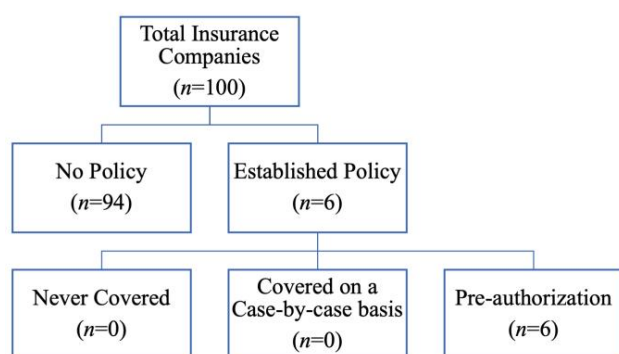 Total Insurance
Companies
(n=100)
No Policy
(n=94)
Established Policy
(n=6)
Never Covered
(n=0)
Covered on a
Case-by-case basis
(n=0)
Pre-authorization
(n=6)